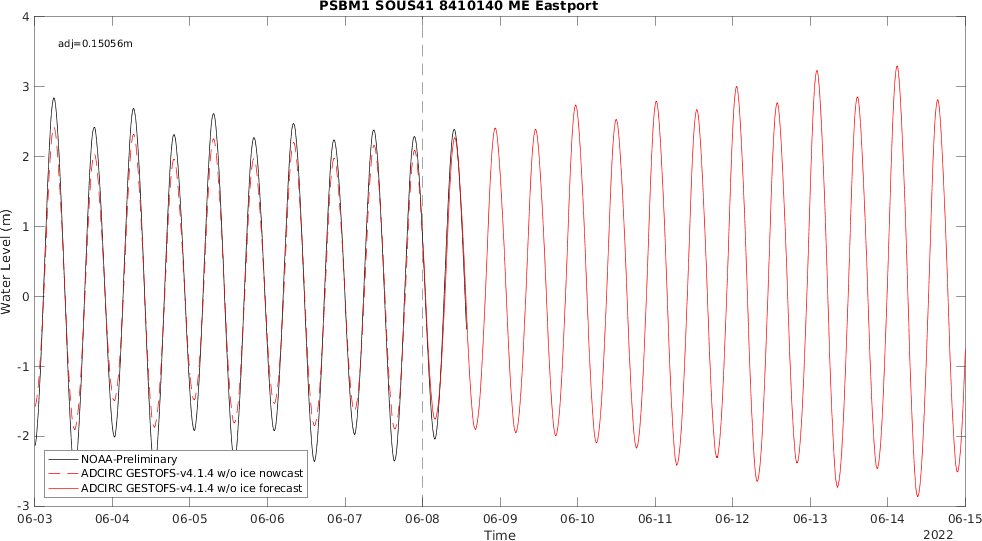 PSBM1 SOUS41 8410140 ME Eastport
adj=0.15056m
4
3
2
1
0
-1
-2
-3
Water Level (m)
NOAA-Preliminary
ADCIRC GESTOFS-v4.1.4 w/o ice nowcast
ADCIRC GESTOFS-v4.1.4 w/o ice forecast
06-03 06-04 06-05 06-06 06-07 06-08 06-09 06-10 06-11 06-12 06-13 06-14 06-15
Time
2022